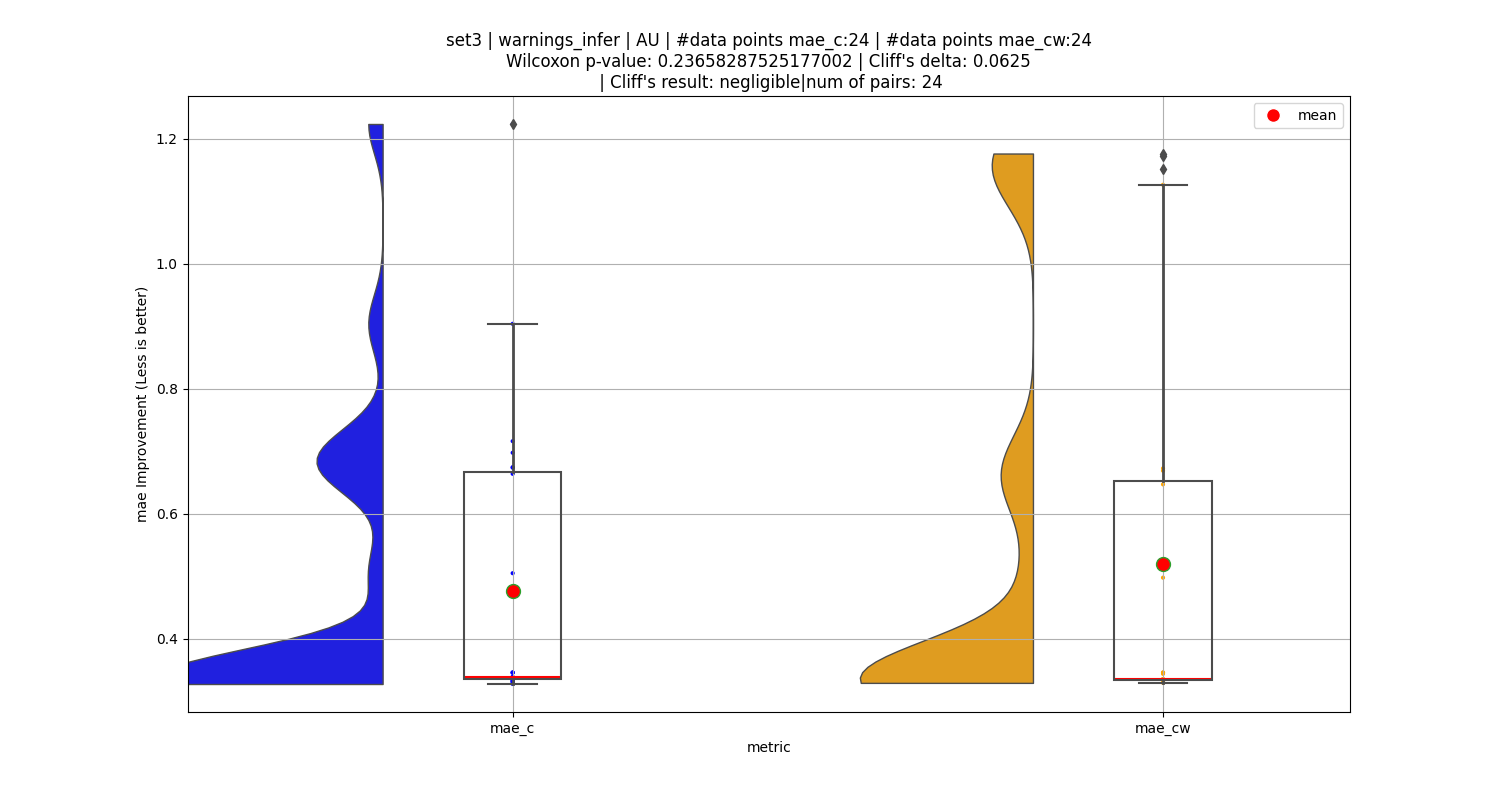 set3 | warnings_infer | AU | #data points mae_c:24 | #data points mae_cw:24
Wilcoxon p-value: 0.23658287525177002 | Cliff's delta: 0.0625
| Cliff's result: negligible|num of pairs: 24
mean
1.2
1.0
0.8
0.6
0.4
mae Improvement (Less is better)
mae_c
mae_cw
metric